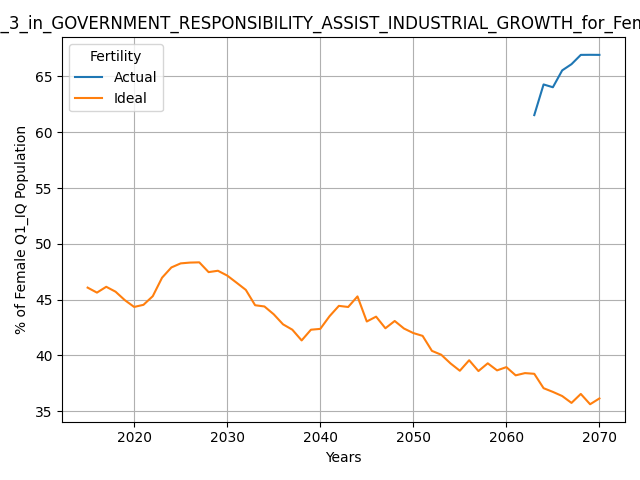 _3_in_GOVERNMENT_RESPONSIBILITY_ASSIST_INDUSTRIAL_GROWTH_for_Fem
Fertility
Actual
Ideal
% of Female Q1_IQ Population
65
60
55
50
45
40
35
2020 2030 2040 2050 2060 2070
Years